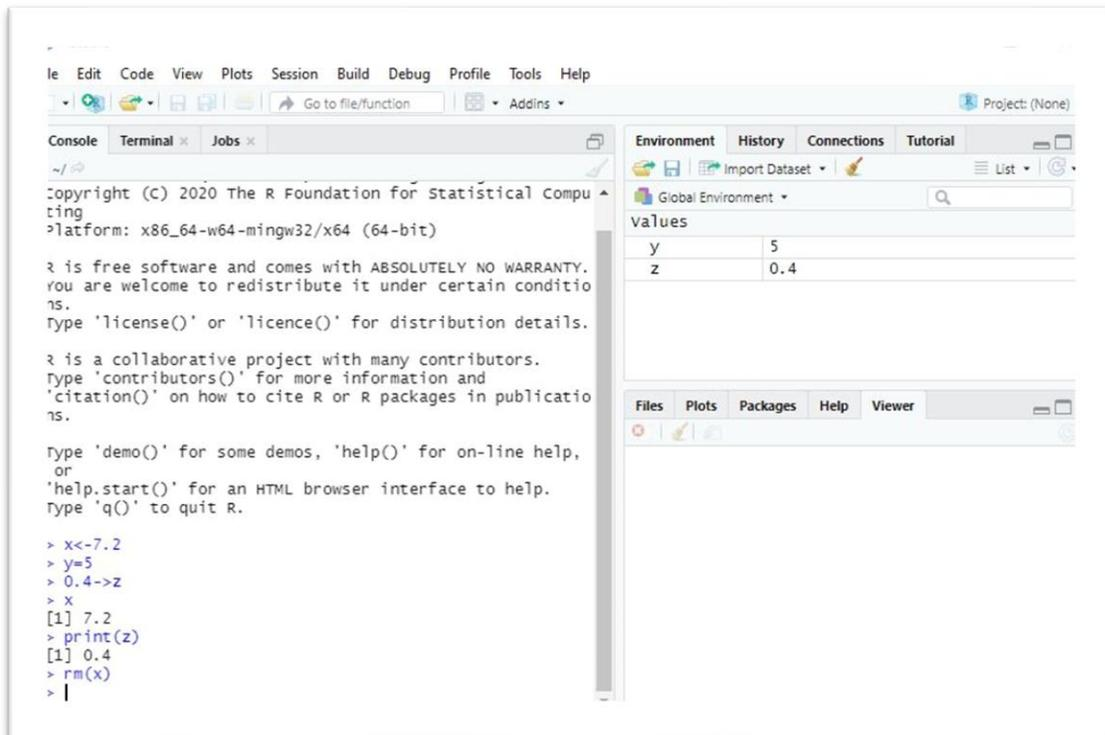 le Edit Code View Plots Session Build Debug Profile Tools Help
Go to file/function Addins Project: (None)
Console Terminal Jobs
~/
Copyright (C) 2020 The R Foundation for Statistical Compu
ting
Platform: x86_64-w64-mingw32/x64 (64-bit)
R is free software and comes with ABSOLUTELY NO WARRANTY.
You are welcome to redistribute it under certain conditio
ns.
Type 'license()' or 'licence()' for distribution details.
R is a collaborative project with many contributors.
Type 'contributors()' for more information and
'citation()' on how to cite R or R packages in publicatio
ns.
Type 'demo()' for some demos, 'help()' for on-line help,
or
'help.start()' for an HTML browser interface to help.
Type 'q()' to quit R.
> x<-7.2
> y=5
> 0.4->z
> x
[1] 7.2
> print(z)
[1] 0.4
> rm(x)
>
Environment History Connections Tutorial
Import Dataset List
Global Environment
Values
y 5
z 0.4
Files Plots Packages Help Viewer